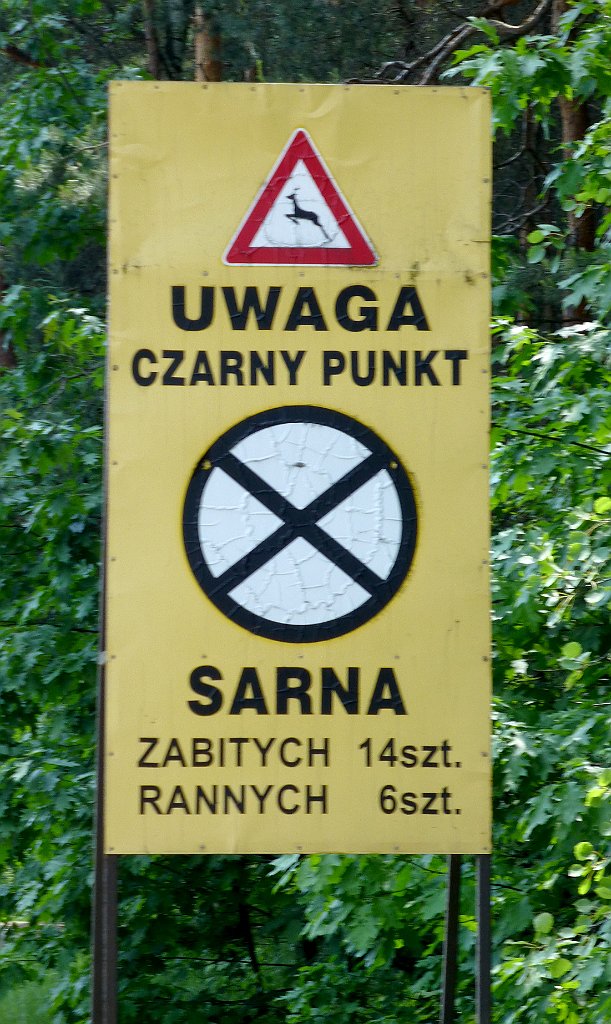 UWAGA
CZARNY PUNKT
SARNA
ZABITYCH 14szt.
RANNYCH 6szt.